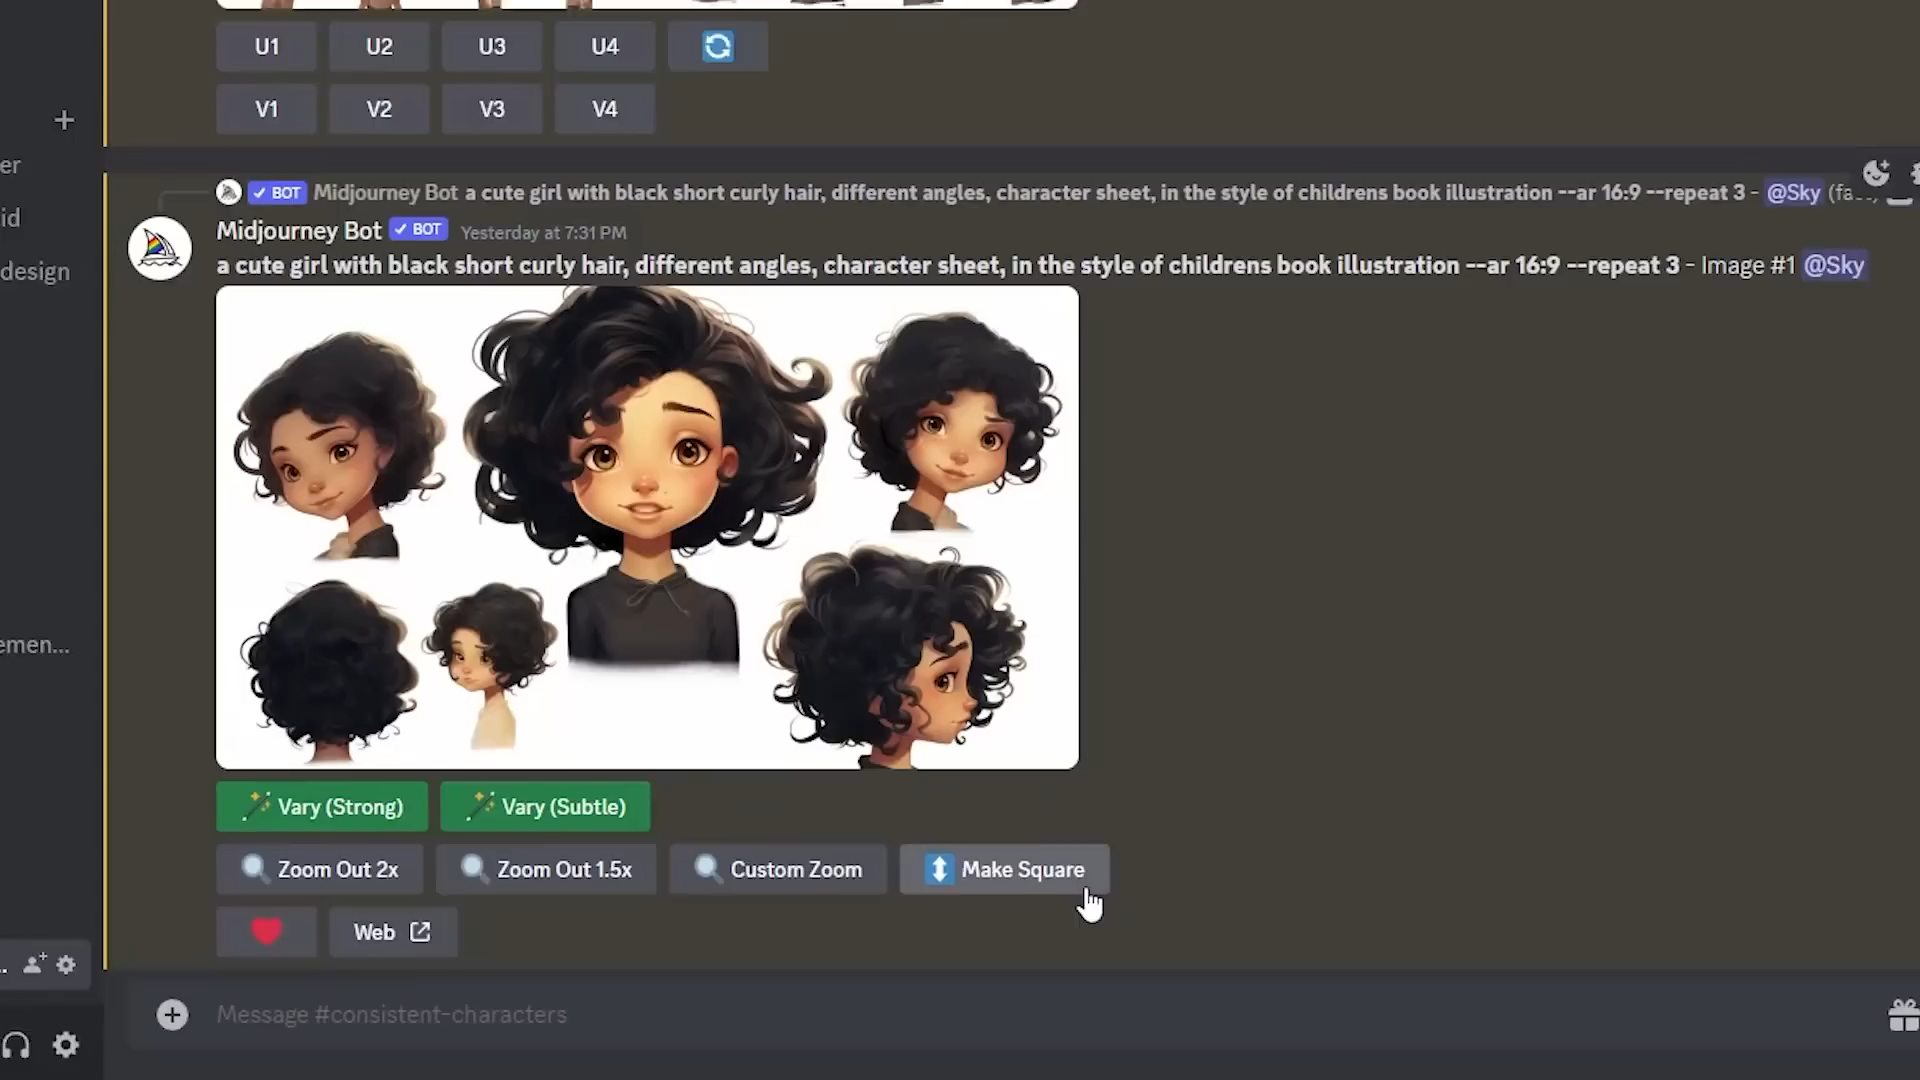 U1 U2 U3 U4
V1 V2 V3 V4
er
id
design
emen...
BOT Midjourney Bot a cute girl with black short curly hair, different angles, character sheet, in the style of childrens book illustration --ar 16:9 --repeat 3 - @Sky (fa...)
Midjourney Bot BOT Yesterday at 7:31 PM
a cute girl with black short curly hair, different angles, character sheet, in the style of childrens book illustration --ar 16:9 --repeat 3 - Image #1 @Sky
Vary (Strong) Vary (Subtle)
Zoom Out 2x Zoom Out 1.5x Custom Zoom Make Square
Web
Message #consistent-characters